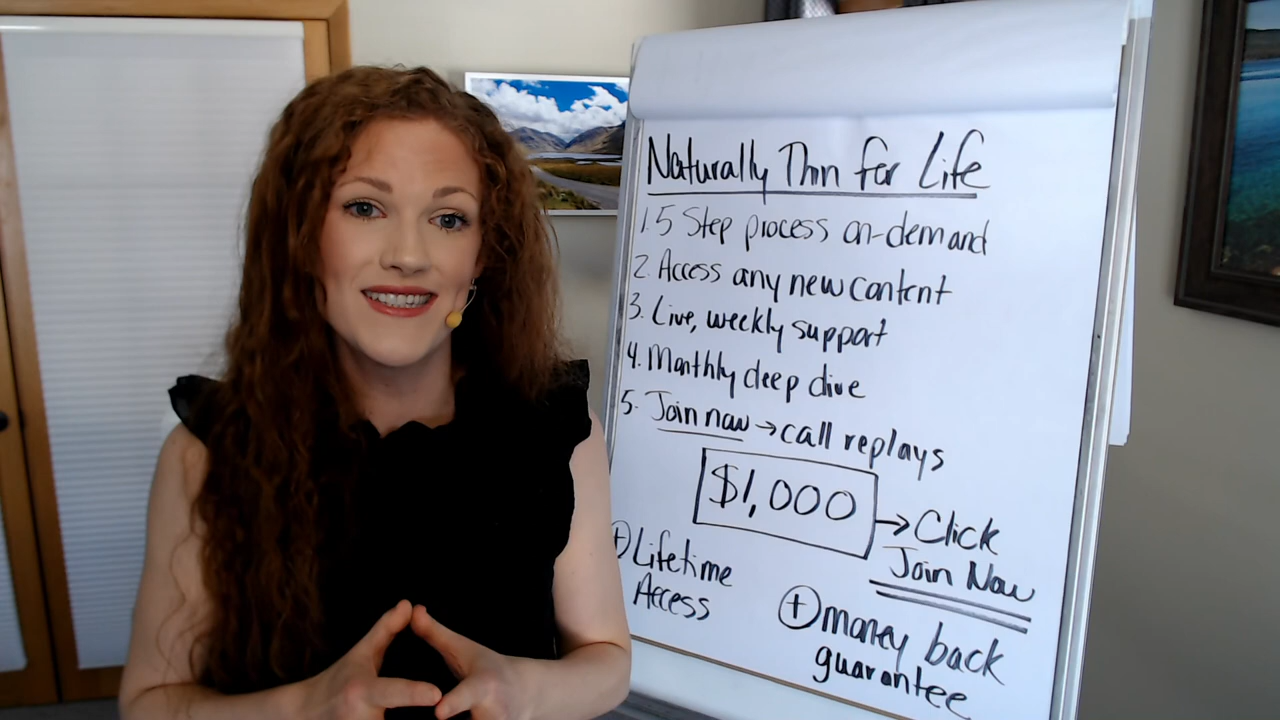 Naturally Thin for Life
1. 5 Step process on-demand
2. Access any new content
3. Live, weekly support
4. Monthly deep dive
5. Join now → call replays
$1,000 → Click
Join Now
+ Lifetime
Access
+ money back
guarantee